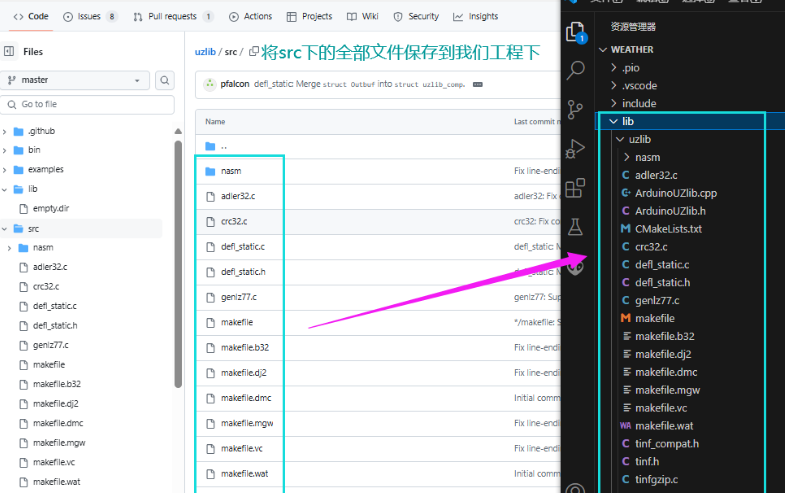 Code
Issues 8
Pull requests 1
Actions
Projects
Wiki
Security
Insights
Files
master
Go to file
.github
bin
examples
lib
empty.dir
src
nasm
adler32.c
crc32.c
defl_static.c
defl_static.h
genlz77.c
makefile
makefile.b32
makefile.dj2
makefile.dmc
makefile.mgw
makefile.vc
makefile.wat
uzlib / src /
将src下的全部文件保存到我们工程下
pfalcon defl_static: Merge struct Outbuf into struct uzlib_comp.
Name Last commit m
..
nasm Fix line-endin
adler32.c adler32: Fix co
crc32.c crc32: Fix co
defl_static.c defl_static: M
defl_static.h defl_static: M
genlz77.c genlz77: Sup
makefile */makefile: S
makefile.b32 Fix line-endin
makefile.dj2 Fix line-endin
makefile.dmc Initial comm
makefile.mgw Fix line-endin
makefile.vc Fix line-endin
makefile.wat Initial comm
1
资源管理器
WEATHER
.pio
.vscode
include
lib
uzlib
nasm
adler32.c
ArduinoUZlib.cpp
ArduinoUZlib.h
CMakeLists.txt
crc32.c
defl_static.c
defl_static.h
genlz77.c
makefile
makefile.b32
makefile.dj2
makefile.dmc
makefile.mgw
makefile.vc
makefile.wat
tinf_compat.h
tinf.h
tinfgzip.c